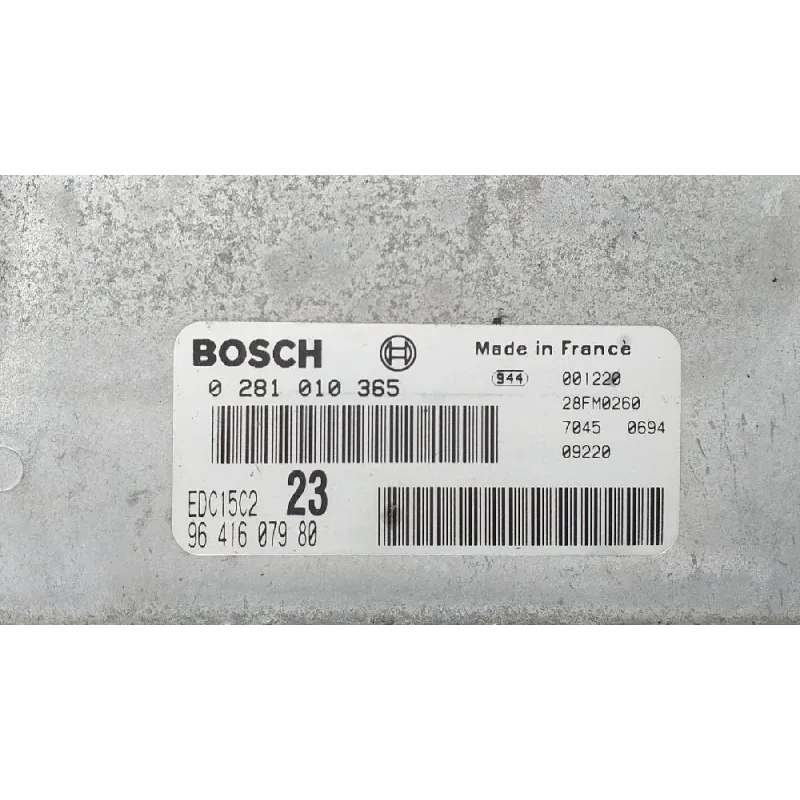 BOSCH Made in France
0 281 010 365 944 001220
28FM0260
7045 0694
09220
EDC15C2 23
96 416 079 80